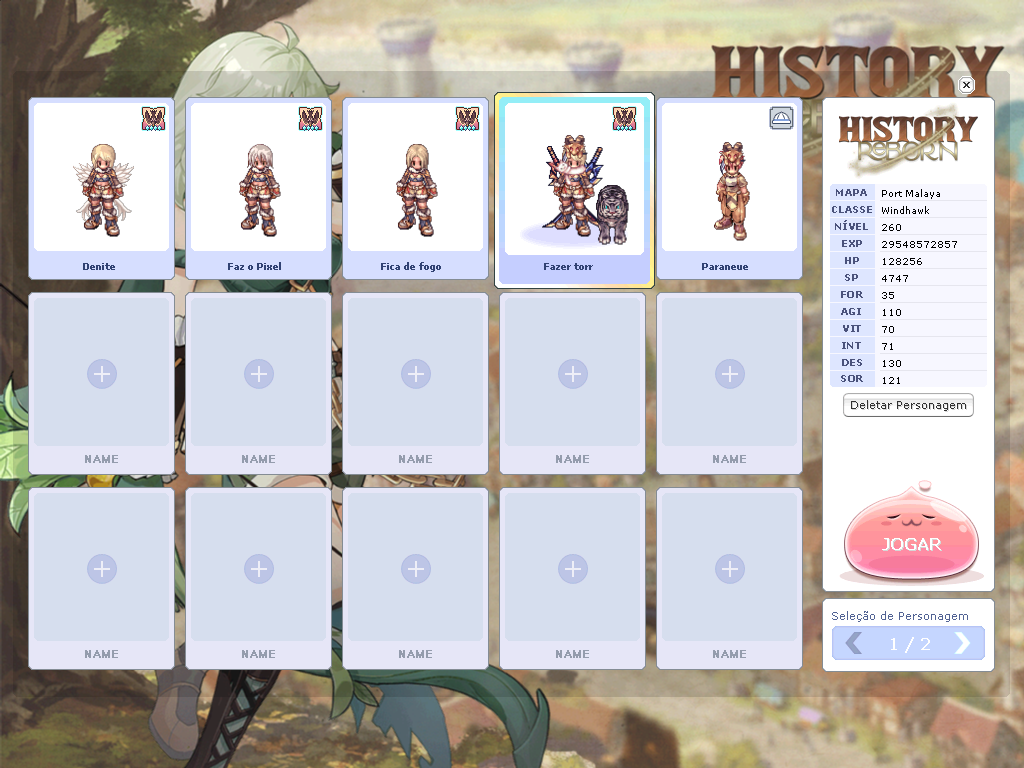 HISTORY
HISTORY
REBORN
Denite
Faz o Pixel
Fica de fogo
Fazer torr
Paraneue
MAPA Port Malaya
CLASSE Windhawk
NÍVEL 260
EXP 29548572857
HP 128256
SP 4747
FOR 35
AGI 110
VIT 70
INT 71
DES 130
SOR 121
Deletar Personagem
NAME NAME NAME NAME NAME
JOGAR
Seleção de Personagem
1 / 2
NAME NAME NAME NAME NAME